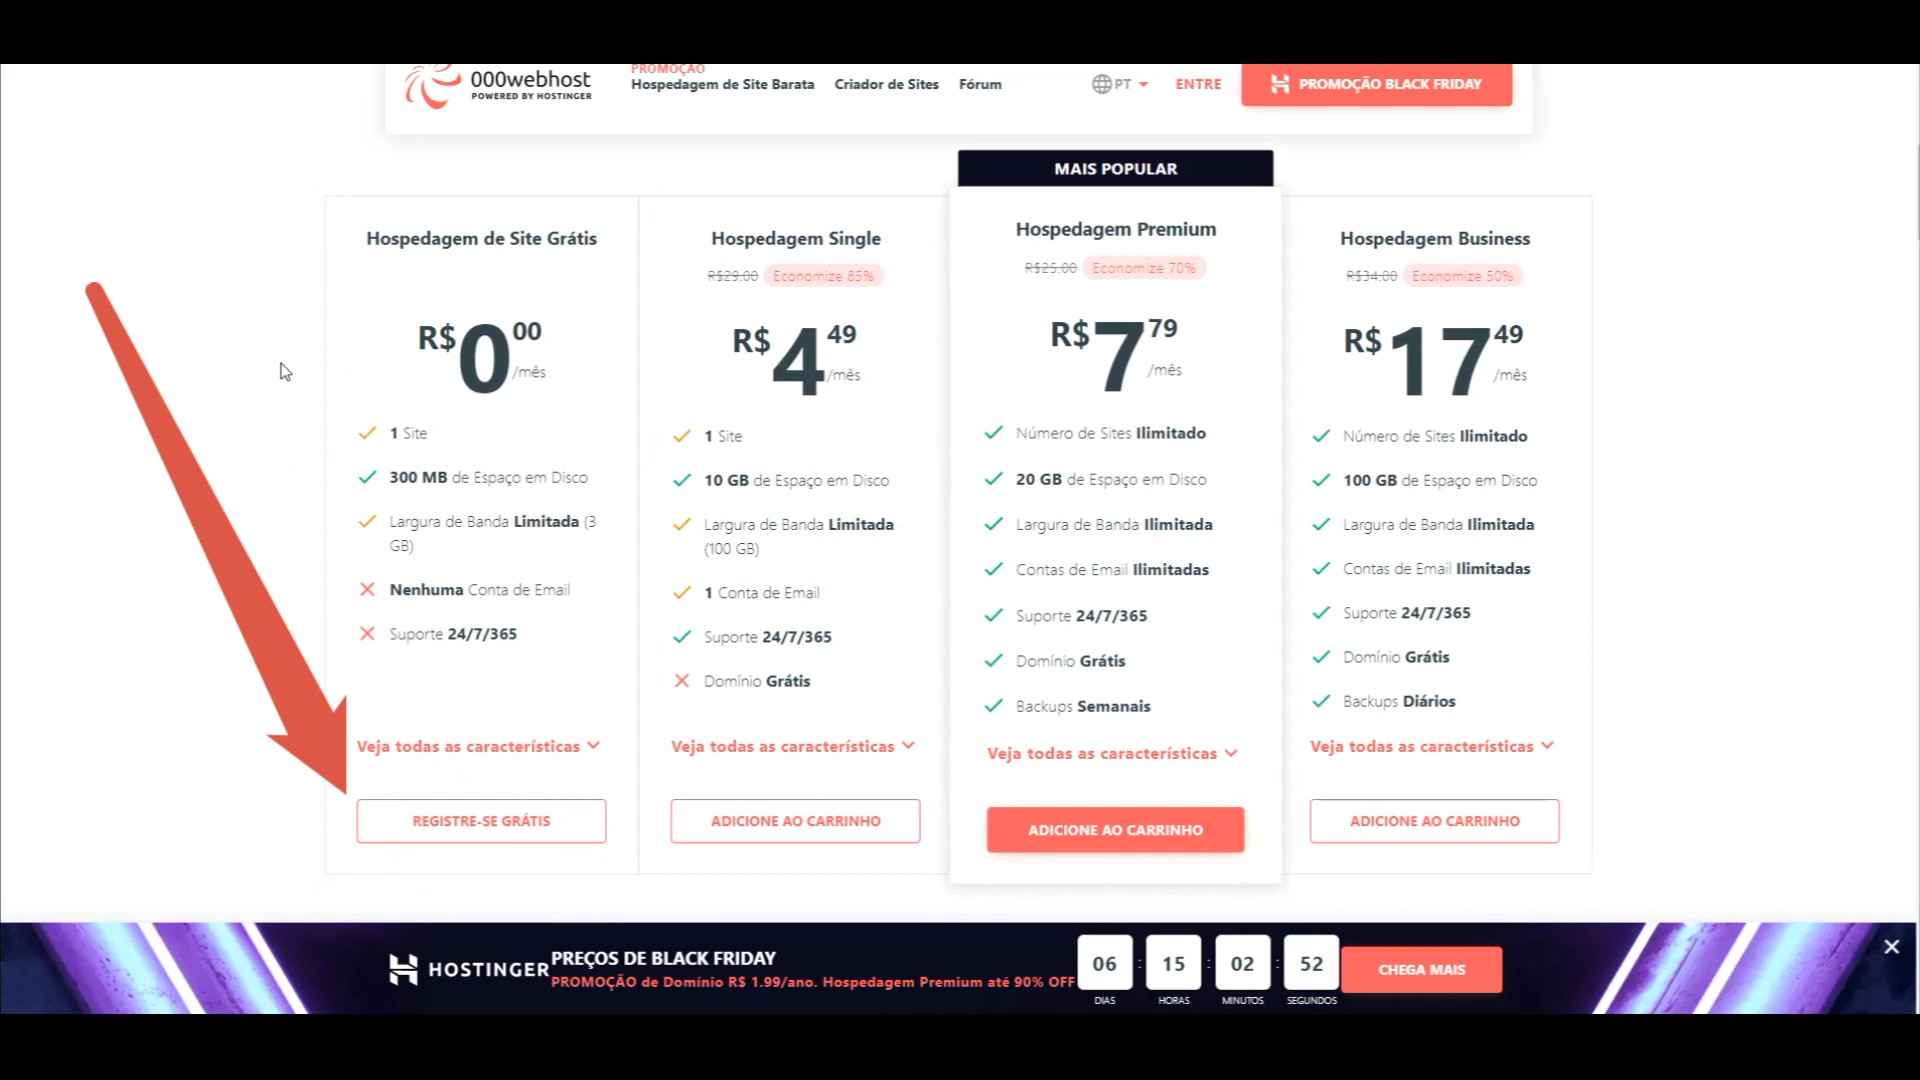 000webhost
POWERED BY HOSTINGER
PROMOÇÃO
Hospedagem de Site Barata
Criador de Sites
Fórum
PT
ENTRE
PROMOÇÃO BLACK FRIDAY
Hospedagem de Site Grátis
R$0 00
/mês
1 Site
300 MB de Espaço em Disco
Largura de Banda Limitada (3
GB)
Nenhuma Conta de Email
Suporte 24/7/365
Veja todas as características
REGISTRE-SE GRÁTIS
Hospedagem Single
R$29.00 Economize 85%
R$4 49
/mês
1 Site
10 GB de Espaço em Disco
Largura de Banda Limitada
(100 GB)
1 Conta de Email
Suporte 24/7/365
Domínio Grátis
Veja todas as características
ADICIONE AO CARRINHO
MAIS POPULAR
Hospedagem Premium
R$25.00 Economize 70%
R$7 79
/mês
Número de Sites Ilimitado
20 GB de Espaço em Disco
Largura de Banda Ilimitada
Contas de Email Ilimitadas
Suporte 24/7/365
Domínio Grátis
Backups Semanais
Veja todas as características
ADICIONE AO CARRINHO
Hospedagem Business
R$34.00 Economize 50%
R$17 49
/mês
Número de Sites Ilimitado
100 GB de Espaço em Disco
Largura de Banda Ilimitada
Contas de Email Ilimitadas
Suporte 24/7/365
Domínio Grátis
Backups Diários
Veja todas as características
ADICIONE AO CARRINHO
HOSTINGER
PREÇOS DE BLACK FRIDAY
PROMOÇÃO de Domínio R$ 1.99/ano. Hospedagem Premium até 90% OFF
06 : 15 : 02 : 52
DIAS HORAS MINUTOS SEGUNDOS
CHEGA MAIS